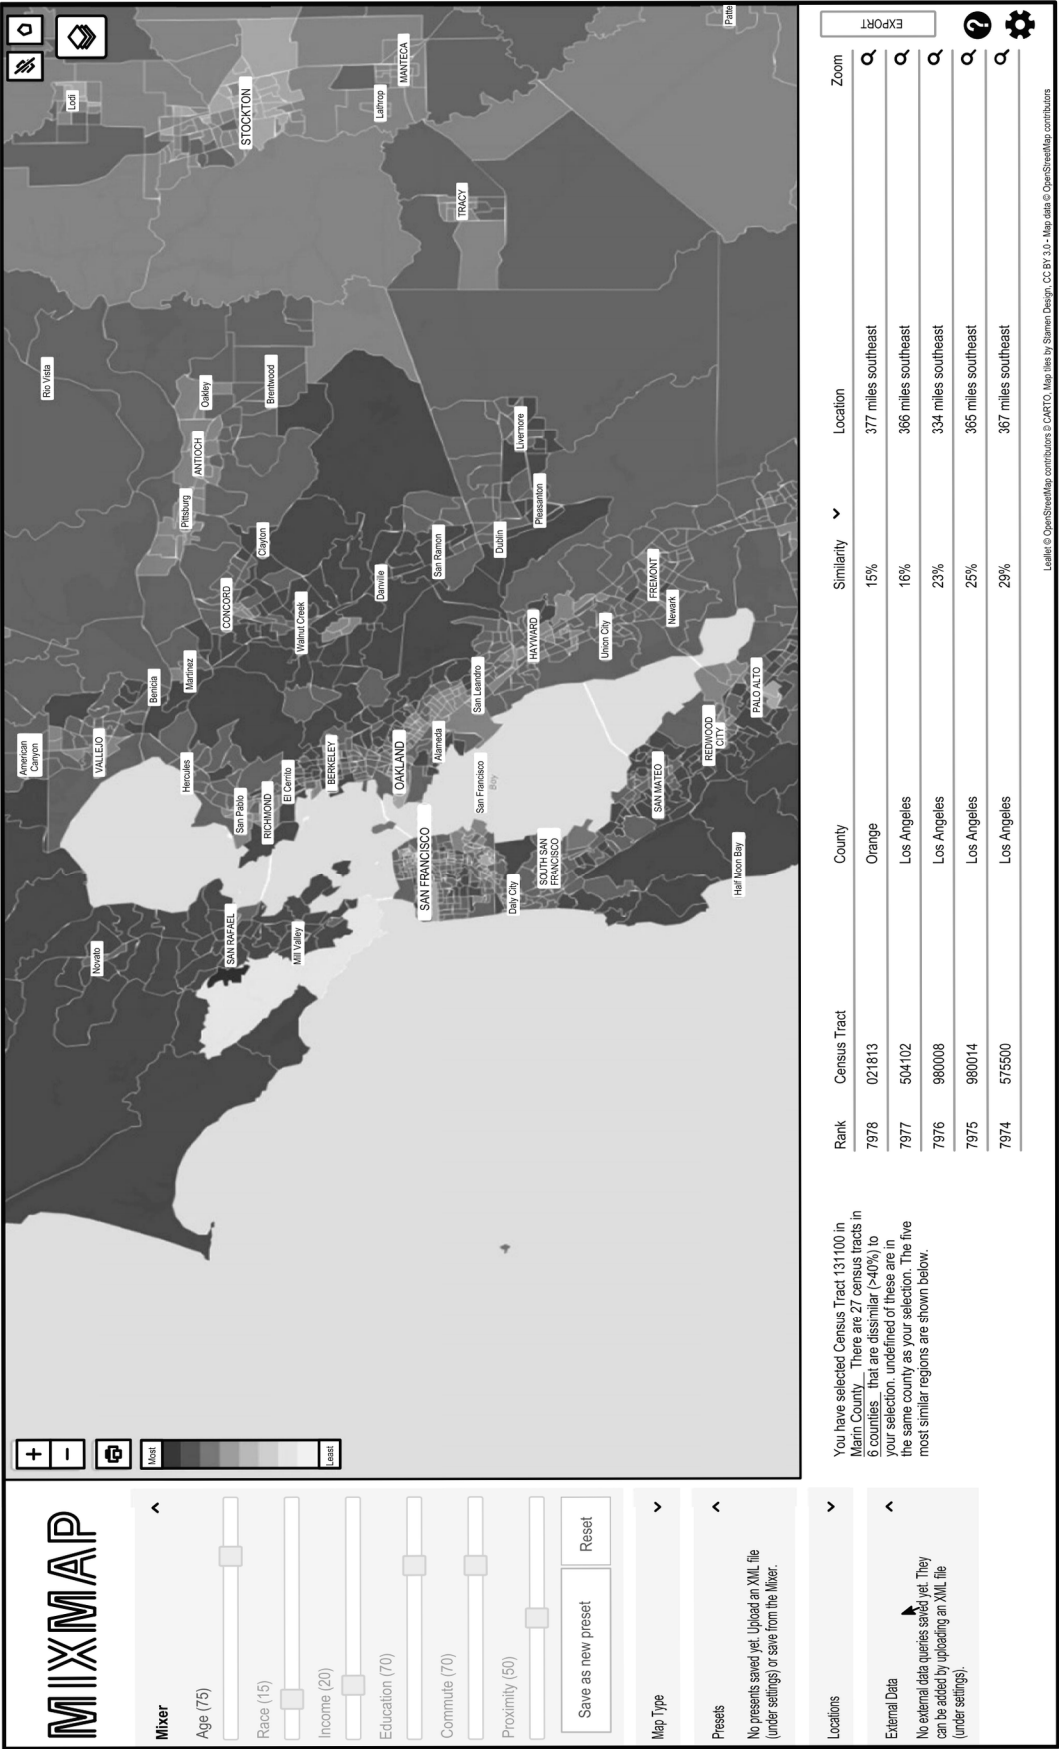 MIXMAP
Mixer
Age (75)
Race (15)
Income (20)
Education (70)
Commute (70)
Proximity (50)
Save as new preset
Reset
Map Type
Presets
No presents saved yet. Upload an XML file
(under settings) or save from the Mixer.
Locations
External Data
No external data queries saved yet. They
can be added by uploading an XML file
(under settings).
+
−
Most
Least
Novato
SAN RAFAEL
Mill Valley
American
Canyon
VALLEJO
Benicia
Martinez
Hercules
San Pablo
RICHMOND
El Cerrito
BERKELEY
OAKLAND
Alameda
San Leandro
SAN FRANCISCO
San Francisco
Bay
Daly City
SOUTH SAN
FRANCISCO
Half Moon Bay
SAN MATEO
REDWOOD
CITY
PALO ALTO
HAYWARD
Union City
FREMONT
Newark
CONCORD
Walnut Creek
Clayton
Danville
San Ramon
Dublin
Pleasanton
Livermore
Pittsburg
ANTIOCH
Oakley
Brentwood
Rio Vista
Lodi
STOCKTON
Lathrop
MANTECA
TRACY
Patte
You have selected Census Tract 131100 in
Marin County There are 27 census tracts in
6 counties that are dissimilar (>40%) to
your selection. undefined of these are in
the same county as your selection. The five
most similar regions are shown below.
Rank Census Tract County Similarity Location Zoom
7978 021813 Orange 15% 377 miles southeast
7977 504102 Los Angeles 16% 366 miles southeast
7976 980008 Los Angeles 23% 334 miles southeast
7975 980014 Los Angeles 25% 365 miles southeast
7974 575500 Los Angeles 29% 367 miles southeast
EXPORT
?
Leaflet © OpenStreetMap contributors © CARTO, Map tiles by Stamen Design, CC BY 3.0 - Map data © OpenStreetMap contributors